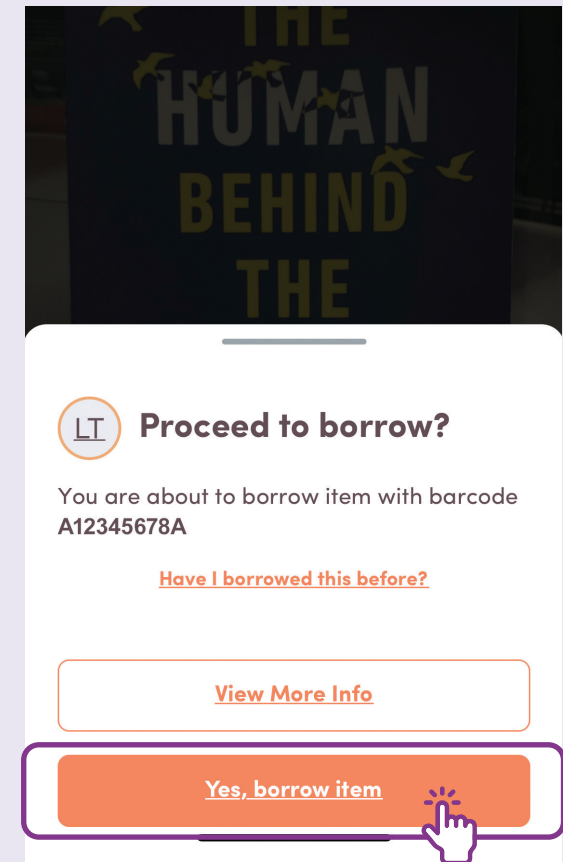 THE
HUMAN
BEHIND
THE
LT
Proceed to borrow?
You are about to borrow item with barcode
A12345678A
Have I borrowed this before?
View More Info
Yes, borrow item